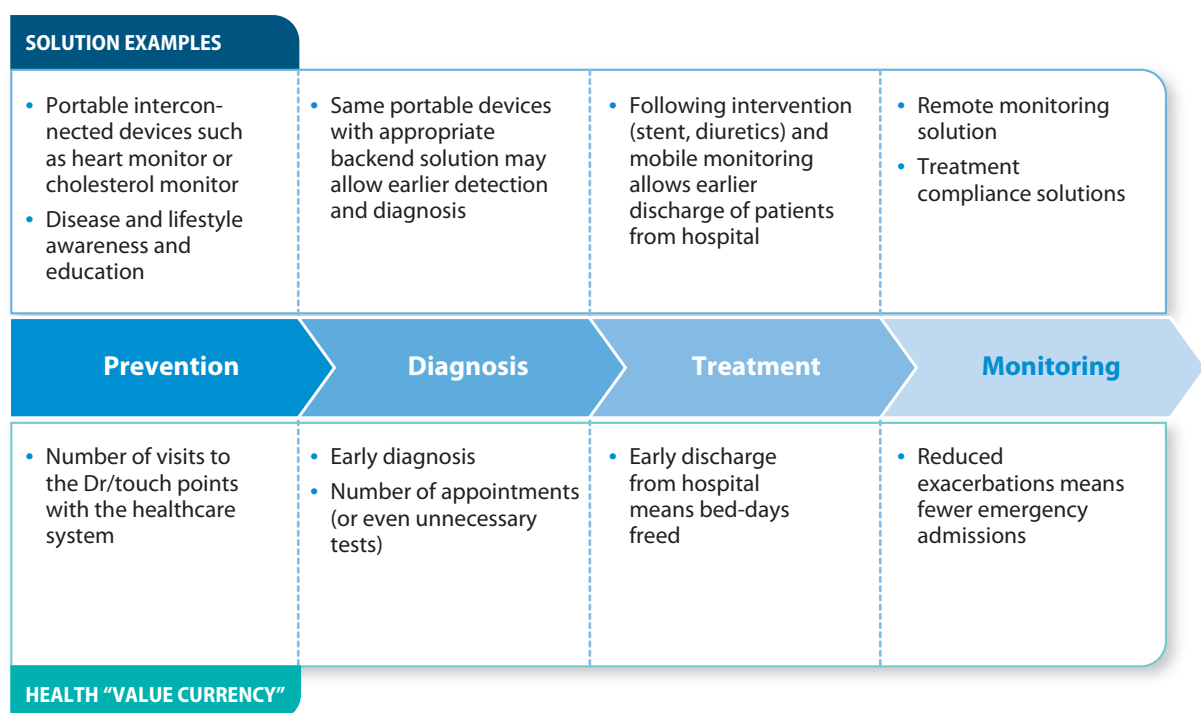 SOLUTION EXAMPLES
• Portable intercon-
nected devices such
as heart monitor or
cholesterol monitor
• Disease and lifestyle
awareness and
education
• Same portable devices
with appropriate
backend solution may
allow earlier detection
and diagnosis
• Following intervention
(stent, diuretics) and
mobile monitoring
allows earlier
discharge of patients
from hospital
• Remote monitoring
solution
• Treatment
compliance solutions
Prevention
Diagnosis
Treatment
Monitoring
• Number of visits to
the Dr/touch points
with the healthcare
system
• Early diagnosis
• Number of appointments
(or even unnecessary
tests)
• Early discharge
from hospital
means bed-days
freed
• Reduced
exacerbations means
fewer emergency
admissions
HEALTH “VALUE CURRENCY”